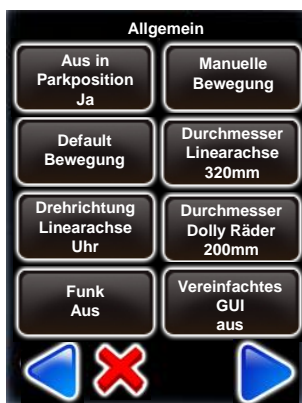 Allgemein
Aus in
Parkposition
Ja
Manuelle
Bewegung
Default
Bewegung
Durchmesser
Linearachse
320mm
Drehrichtung
Linearachse
Uhr
Durchmesser
Dolly Räder
200mm
Funk
Aus
Vereinfachtes
GUI
aus